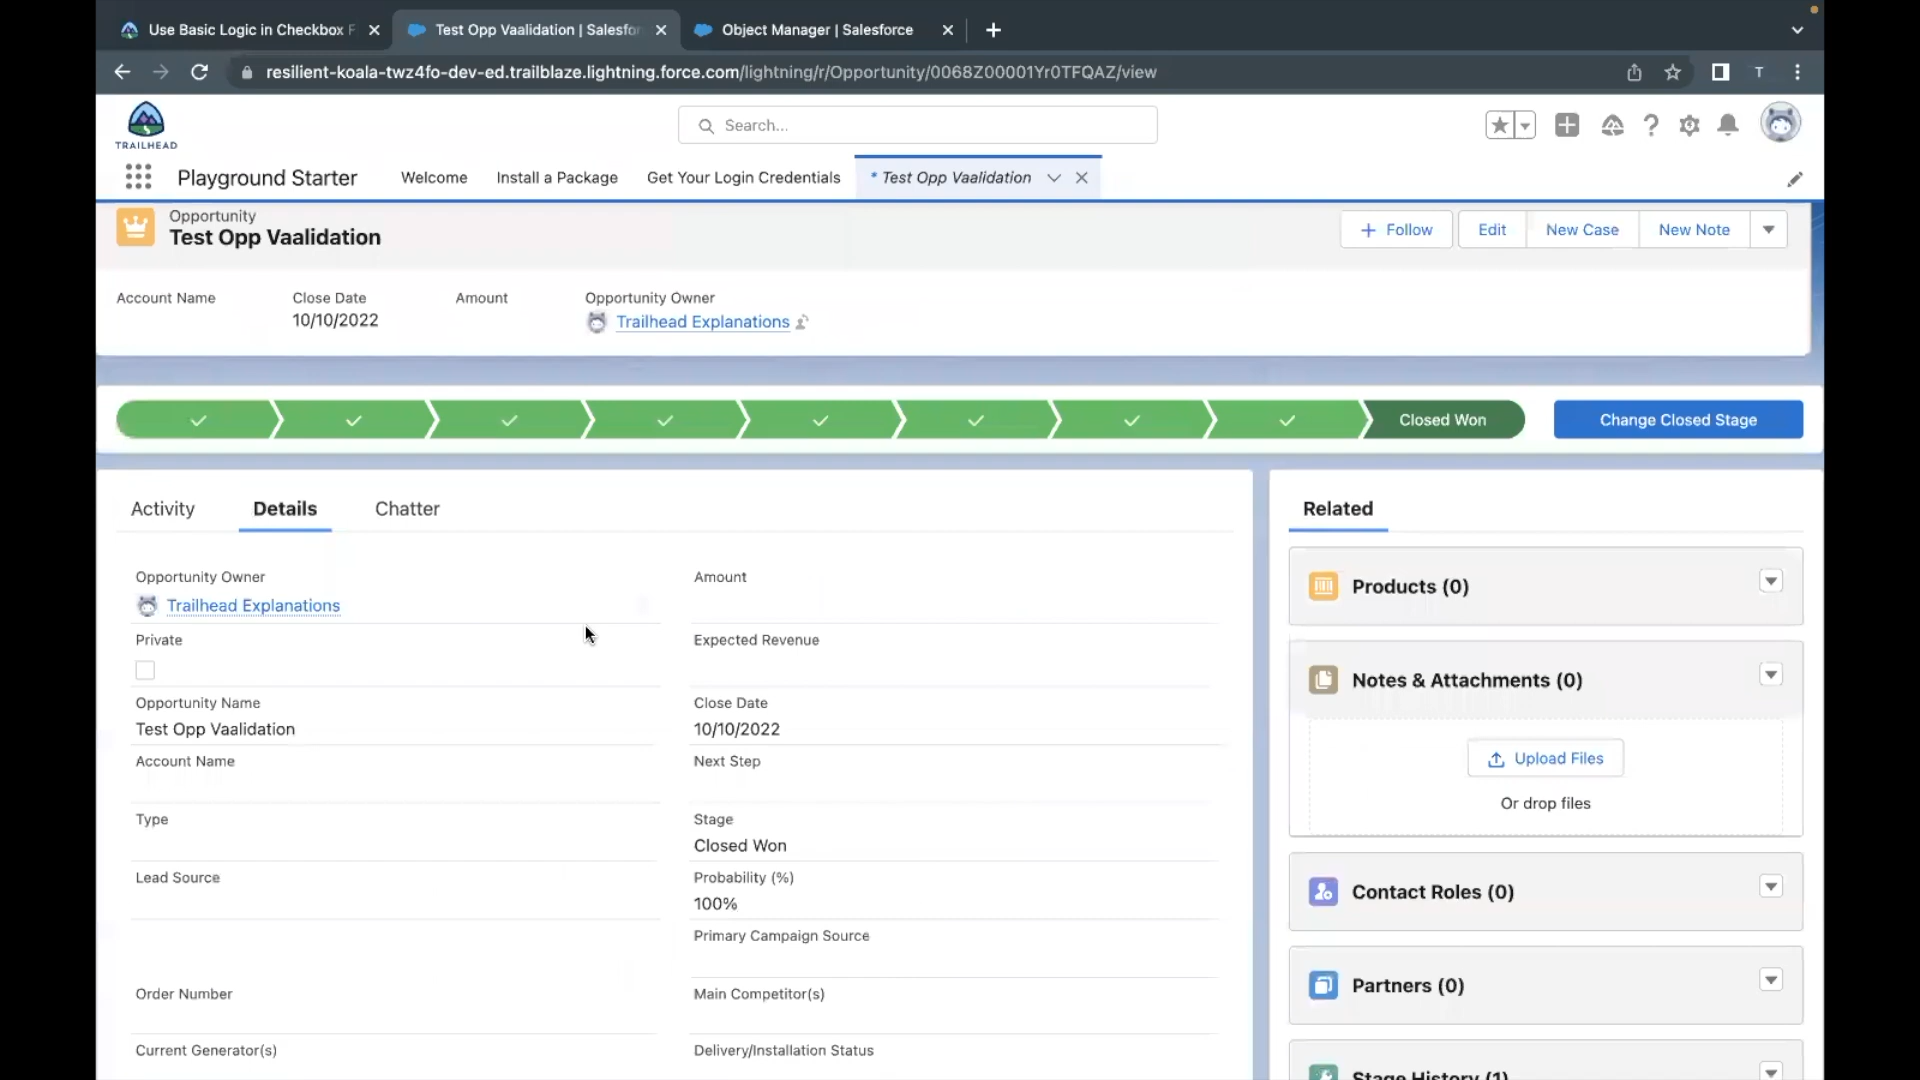 Use Basic Logic in Checkbox F
Test Opp Vaalidation | Salesfor
Object Manager | Salesforce
resilient-koala-twz4fo-dev-ed.trailblaze.lightning.force.com/lightning/r/Opportunity/0068Z00001Yr0TFQAZ/view
T
TRAILHEAD
Search...
Playground Starter
Welcome
Install a Package
Get Your Login Credentials
* Test Opp Vaalidation
Opportunity
Test Opp Vaalidation
Follow
Edit
New Case
New Note
Account Name
Close Date
Amount
Opportunity Owner
10/10/2022
Trailhead Explanations
Closed Won
Change Closed Stage
Activity
Details
Chatter
Opportunity Owner
Trailhead Explanations
Amount
Private
Expected Revenue
Opportunity Name
Test Opp Vaalidation
Close Date
10/10/2022
Account Name
Next Step
Type
Stage
Closed Won
Lead Source
Probability (%)
100%
Primary Campaign Source
Order Number
Main Competitor(s)
Current Generator(s)
Delivery/Installation Status
Related
Products (0)
Notes & Attachments (0)
Upload Files
Or drop files
Contact Roles (0)
Partners (0)
Stage History (1)